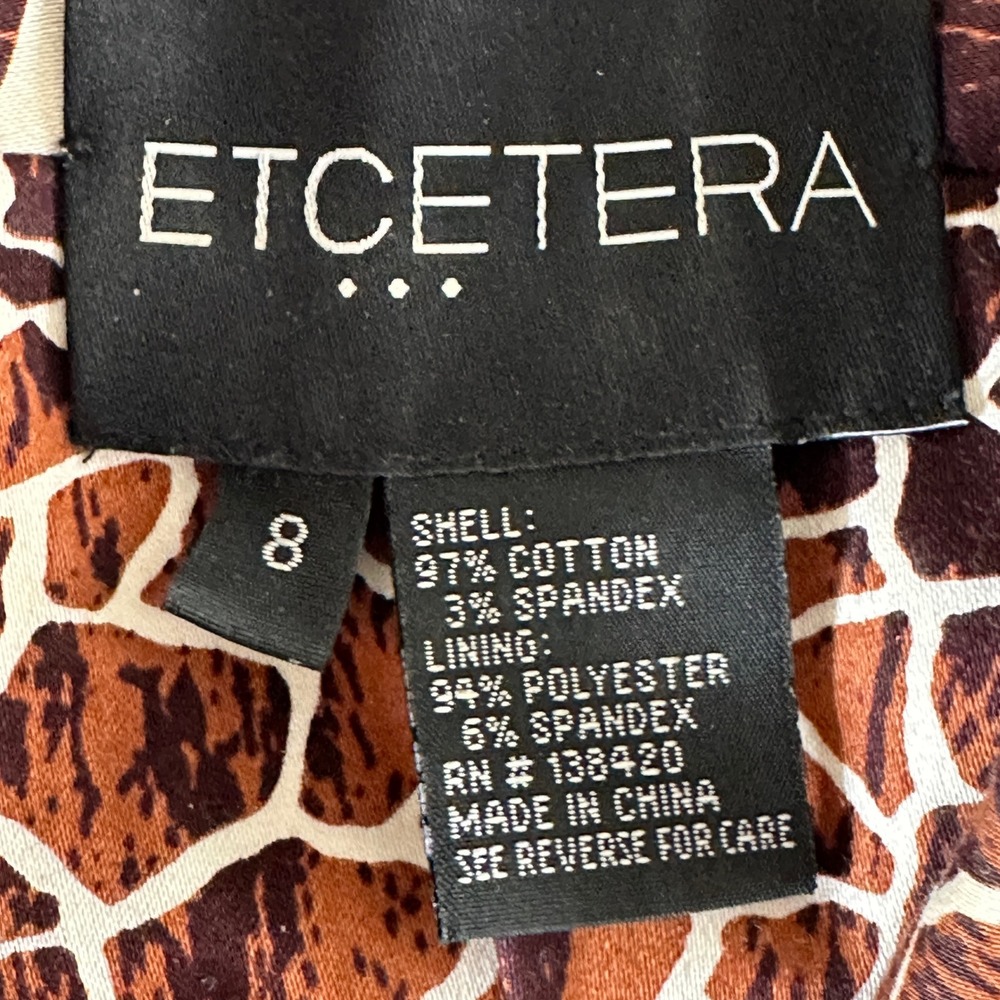 ETCETERA
•••
8
SHELL:
97% COTTON
3% SPANDEX
LINING:
94% POLYESTER
6% SPANDEX
RN # 138420
MADE IN CHINA
SEE REVERSE FOR CARE